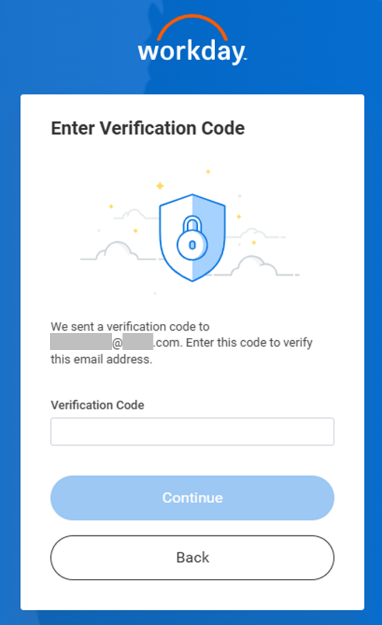 workday.
Enter Verification Code
We sent a verification code to
@ .com. Enter this code to verify
this email address.
Verification Code
Continue
Back